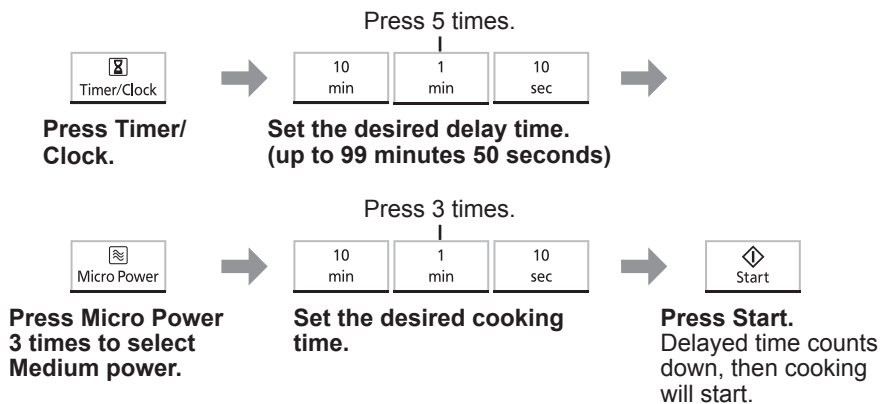 Press 5 times.
Timer/Clock
10 min
1 min
10 sec
Press Timer/
Clock.
Set the desired delay time.
(up to 99 minutes 50 seconds)
Press 3 times.
Micro Power
10 min
1 min
10 sec
Start
Press Micro Power
3 times to select
Medium power.
Set the desired cooking
time.
Press Start.
Delayed time counts
down, then cooking
will start.